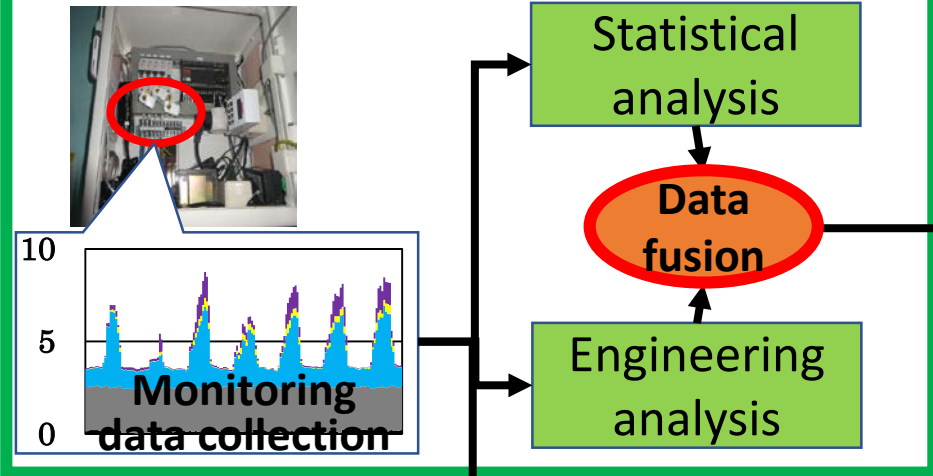 Statistical
analysis
Data
fusion
10
5
0
Monitoring
data collection
Engineering
analysis